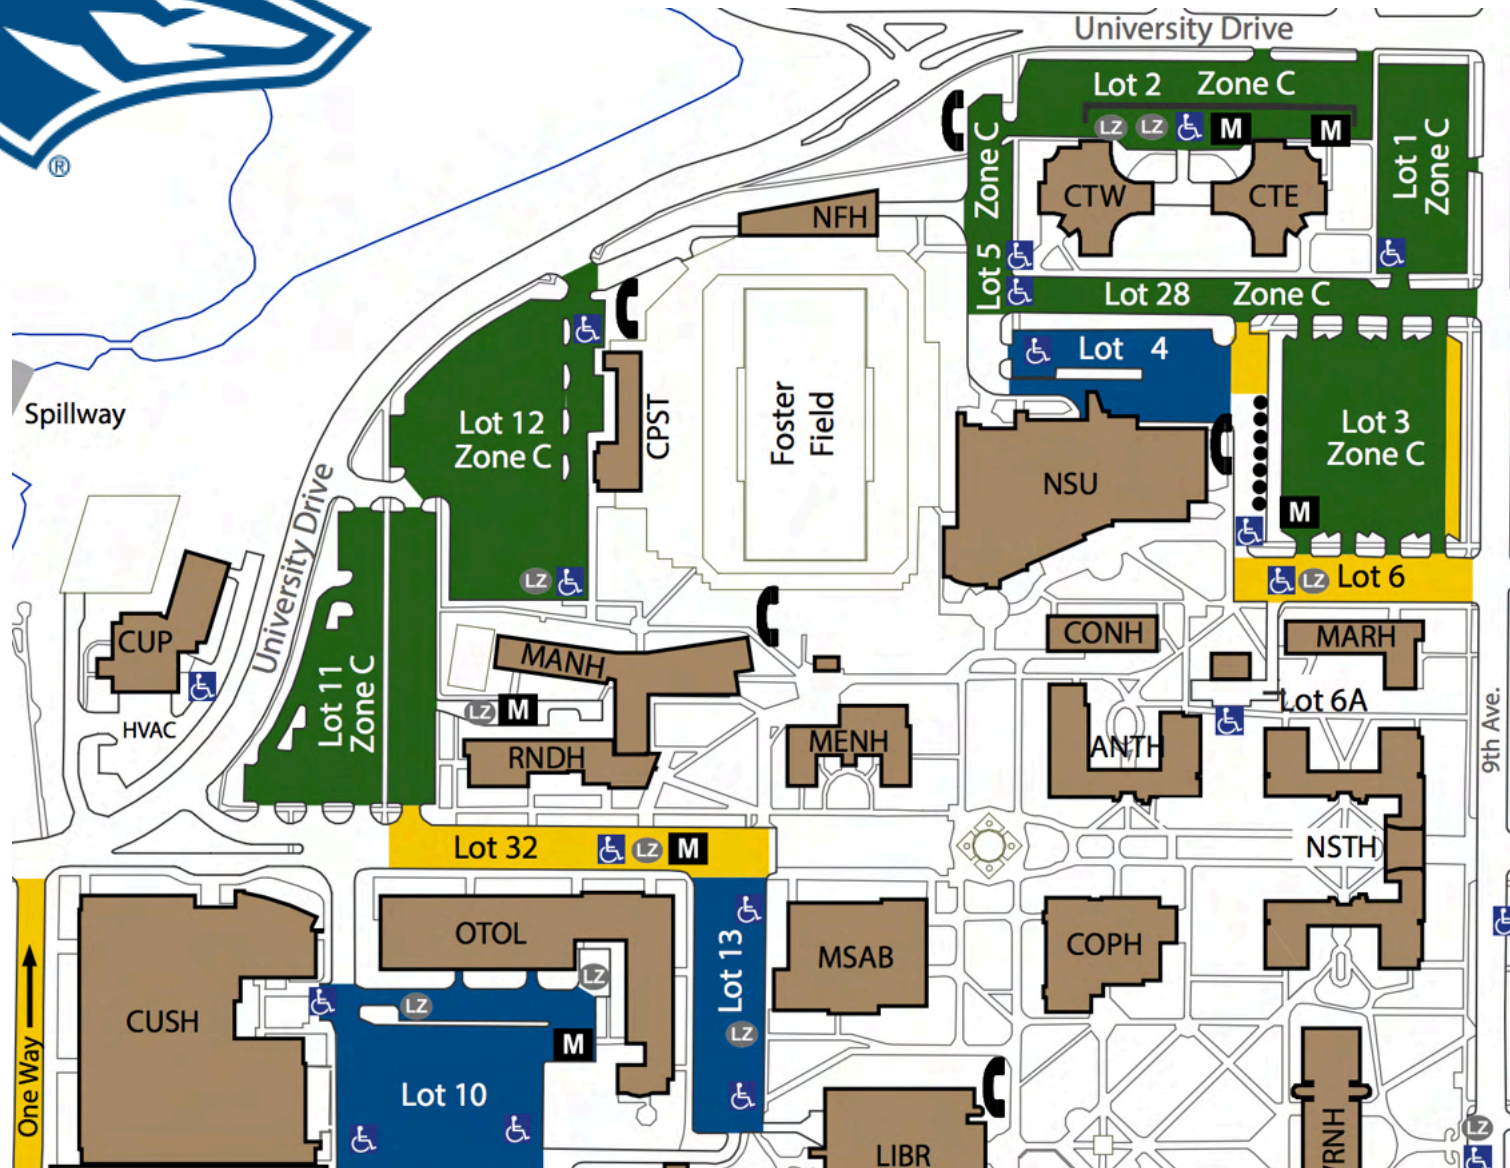 University Drive
Lot 2 Zone C
LZ
LZ
M
M
Lot 1
Zone C
CTW
CTE
Lot 5 Zone C
NFH
®
Lot 28 Zone C
Lot 4
Foster
Field
Spillway
Lot 12
Zone C
CPST
NSU
Lot 3
Zone C
M
University Drive
LZ
LZ
Lot 6
CUP
CONH
MARH
MANH
Lot 11
Zone C
LZ
M
Lot 6A
HVAC
RNDH
MENH
ANTH
9th Ave.
Lot 32
LZ
M
NSTH
OTOL
MSAB
COPH
Lot 13
LZ
LZ
LZ
CUSH
M
One Way
Lot 10
LZ
LIBR
RNH